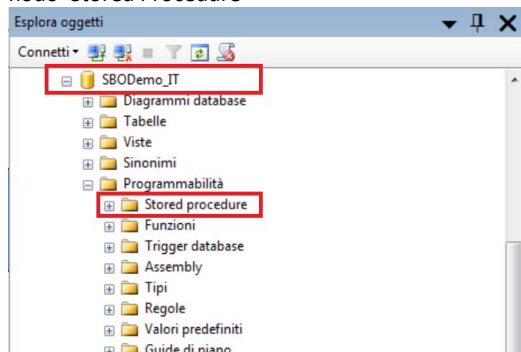 Esplora oggetti
Connetti
SBODemo_IT
Diagrammi database
Tabelle
Viste
Sinonimi
Programmabilità
Stored procedure
Funzioni
Trigger database
Assembly
Tipi
Regole
Valori predefiniti
Guide di piano